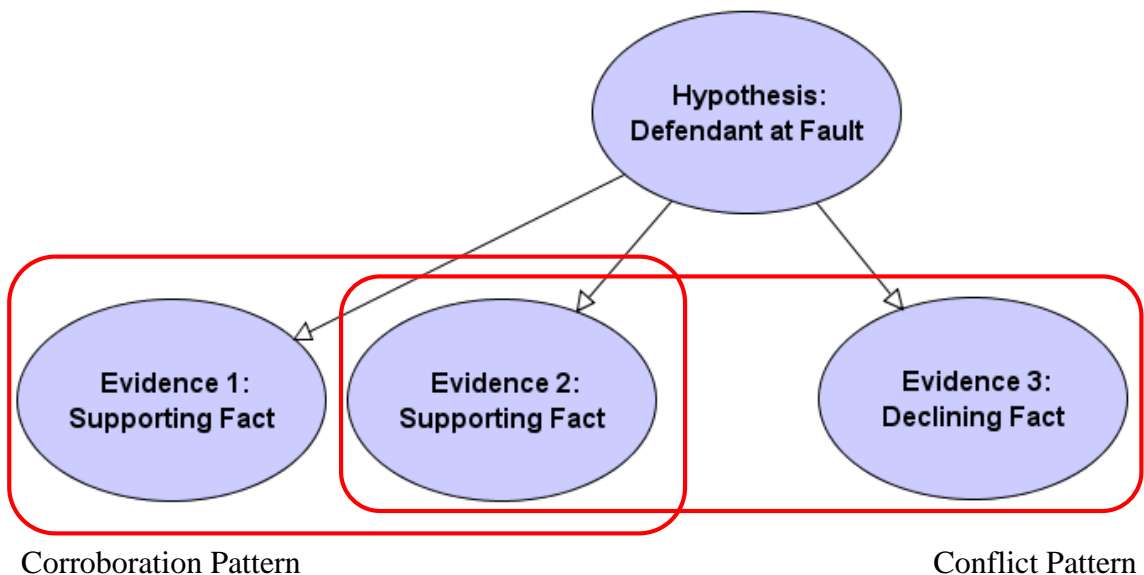 Hypothesis:
Defendant at Fault
Evidence 1:
Supporting Fact
Evidence 2:
Supporting Fact
Evidence 3:
Declining Fact
Corroboration Pattern
Conflict Pattern